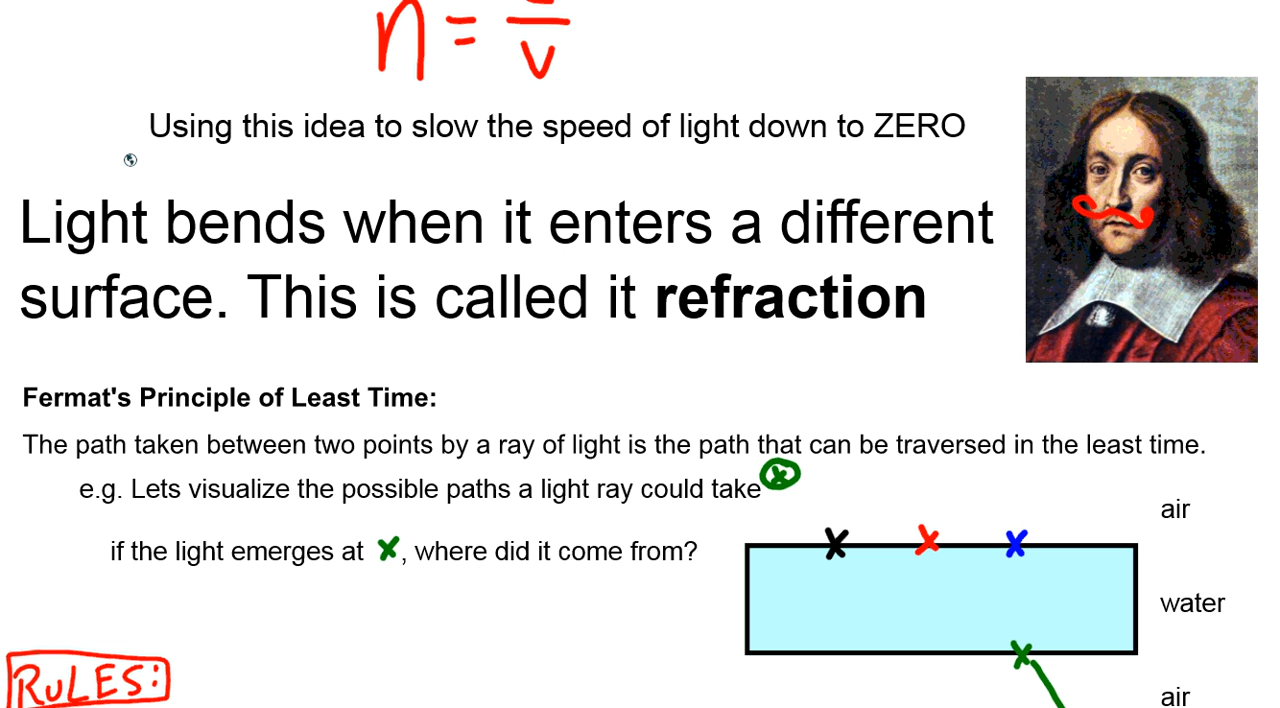 n = v
Using this idea to slow the speed of light down to ZERO
Light bends when it enters a different
surface. This is called it refraction
Fermat's Principle of Least Time:
The path taken between two points by a ray of light is the path that can be traversed in the least time.
e.g. Lets visualize the possible paths a light ray could take
air
if the light emerges at x, where did it come from?
water
RULES:
air